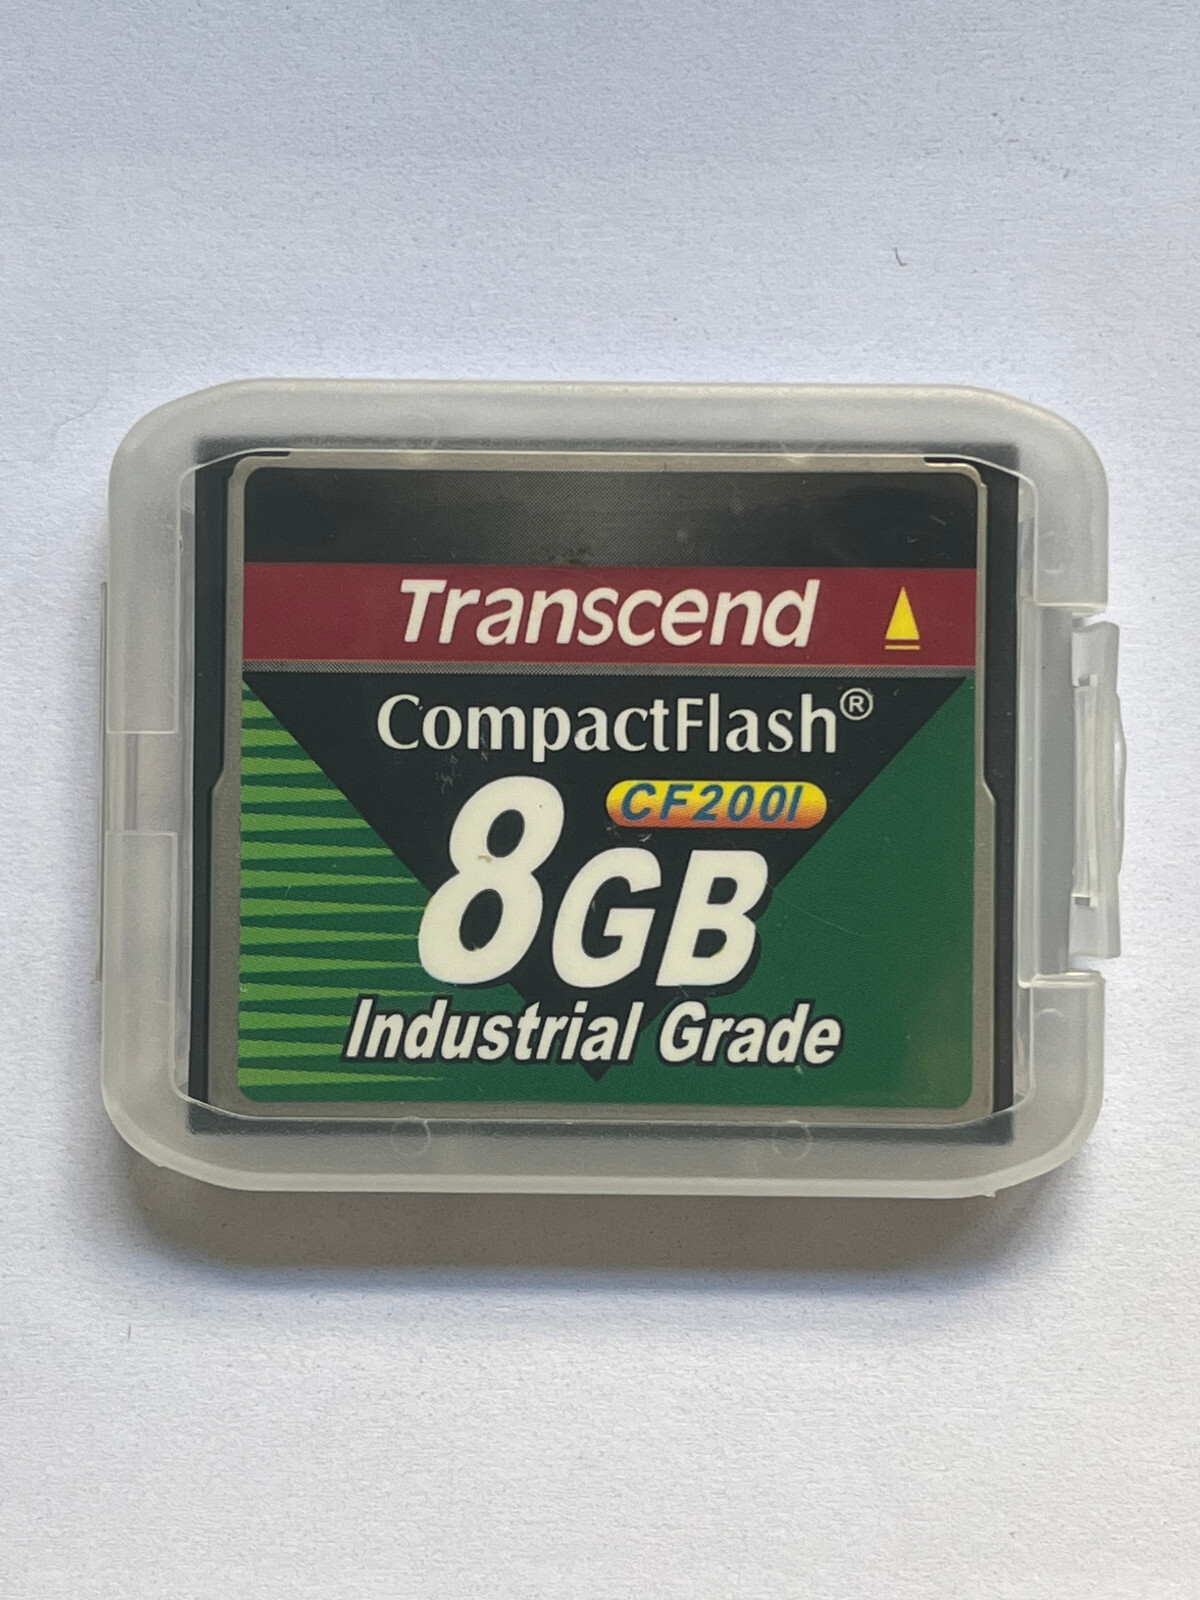 Transcend
CompactFlash®
CF200I
8GB
Industrial Grade